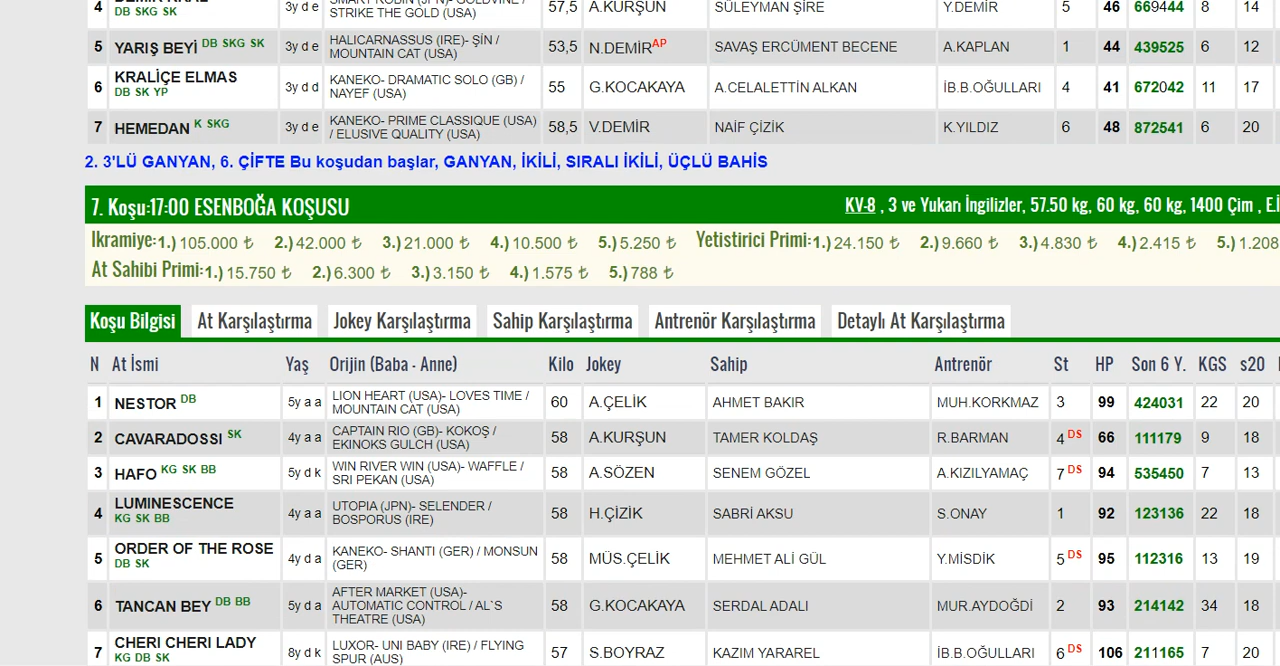 4 DEMİR KRAL 3y d e SMART ROBIN (JPN)- GOLDVINE / 57,5 A.KURŞUN SÜLEYMAN ŞİRE Y.DEMİR 5 46 669444 8 14
DB SKG SK STRIKE THE GOLD (USA)
5 YARIŞ BEYİ DB SKG SK 3y d e HALICARNASSUS (IRE)- ŞİN / 53,5 N.DEMİR AP SAVAŞ ERCÜMENT BECENE A.KAPLAN 1 44 439525 6 12
MOUNTAIN CAT (USA)
6 KRALİÇE ELMAS 3y d d KANEKO- DRAMATIC SOLO (GB) / 55 G.KOCAKAYA A.CELALETTİN ALKAN İB.B.OĞULLARI 4 41 672042 11 17
DB SK YP NAYEF (USA)
7 HEMEDAN K SKG 3y d e KANEKO- PRIME CLASSIQUE (USA) 58,5 V.DEMİR NAİF ÇİZİK K.YILDIZ 6 48 872541 6 20
/ ELUSIVE QUALITY (USA)
2. 3'LÜ GANYAN, 6. ÇİFTE Bu koşudan başlar, GANYAN, İKİLİ, SIRALI İKİLİ, ÜÇLÜ BAHİS
7. Koşu:17:00 ESENBOĞA KOŞUSU KV-8 , 3 ve Yukarı İngilizler, 57.50 kg, 60 kg, 60 kg, 1400 Çim , E.İ
Ikramiye:1.) 105.000 ₺ 2.) 42.000 ₺ 3.) 21.000 ₺ 4.) 10.500 ₺ 5.) 5.250 ₺ Yetistirici Primi:1.) 24.150 ₺ 2.) 9.660 ₺ 3.) 4.830 ₺ 4.) 2.415 ₺ 5.) 1.208
At Sahibi Primi:1.) 15.750 ₺ 2.) 6.300 ₺ 3.) 3.150 ₺ 4.) 1.575 ₺ 5.) 788 ₺
Koşu Bilgisi At Karşılaştırma Jokey Karşılaştırma Sahip Karşılaştırma Antrenör Karşılaştırma Detaylı At Karşılaştırma
N At İsmi Yaş Orijin (Baba - Anne) Kilo Jokey Sahip Antrenör St HP Son 6 Y. KGS s20
1 NESTOR DB 5y a a LION HEART (USA)- LOVES TIME / 60 A.ÇELİK AHMET BAKIR MUH.KORKMAZ 3 99 424031 22 20
MOUNTAIN CAT (USA)
2 CAVARADOSSI SK 4y a a CAPTAIN RIO (GB)- KOKOŞ / 58 A.KURŞUN TAMER KOLDAŞ R.BARMAN 4 DS 66 111179 9 18
EKINOKS GULCH (USA)
3 HAFO KG SK BB 5y d k WIN RIVER WIN (USA)- WAFFLE / 58 A.SÖZEN SENEM GÖZEL A.KIZILYAMAÇ 7 DS 94 535450 7 13
SRI PEKAN (USA)
4 LUMINESCENCE 4y a a UTOPIA (JPN)- SELENDER / 58 H.ÇİZİK SABRİ AKSU S.ONAY 1 92 123136 22 18
KG SK BB BOSPORUS (IRE)
5 ORDER OF THE ROSE 4y d a KANEKO- SHANTI (GER) / MONSUN 58 MÜS.ÇELİK MEHMET ALİ GÜL Y.MİSDİK 5 DS 95 112316 13 19
DB SK (GER)
6 TANCAN BEY DB BB 5y d a AFTER MARKET (USA)- 58 G.KOCAKAYA SERDAL ADALI MUR.AYDOĞDİ 2 93 214142 34 18
AUTOMATIC CONTROL / AL`S
THEATRE (USA)
7 CHERI CHERI LADY 8y d k LUXOR- UNI BABY (IRE) / FLYING 57 S.BOYRAZ KAZIM YARAREL İB.B.OĞULLARI 6 DS 106 211165 7 20
KG DB SK SPUR (AUS)